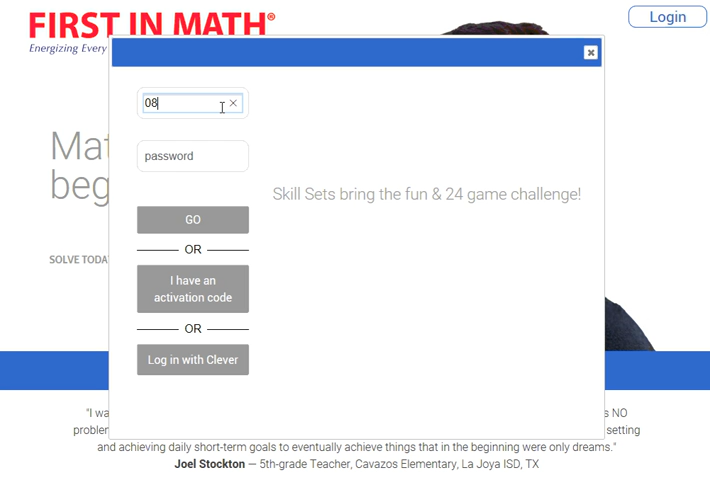 FIRST IN MATH®
Login
Energizing Every
08
Mat
beg
password
Skill Sets bring the fun & 24 game challenge!
GO
SOLVE TODA
OR
I have an
activation code
OR
Log in with Clever
"I wa
s NO
problem
setting
and achieving daily short-term goals to eventually achieve things that in the beginning were only dreams."
Joel Stockton — 5th-grade Teacher, Cavazos Elementary, La Joya ISD, TX